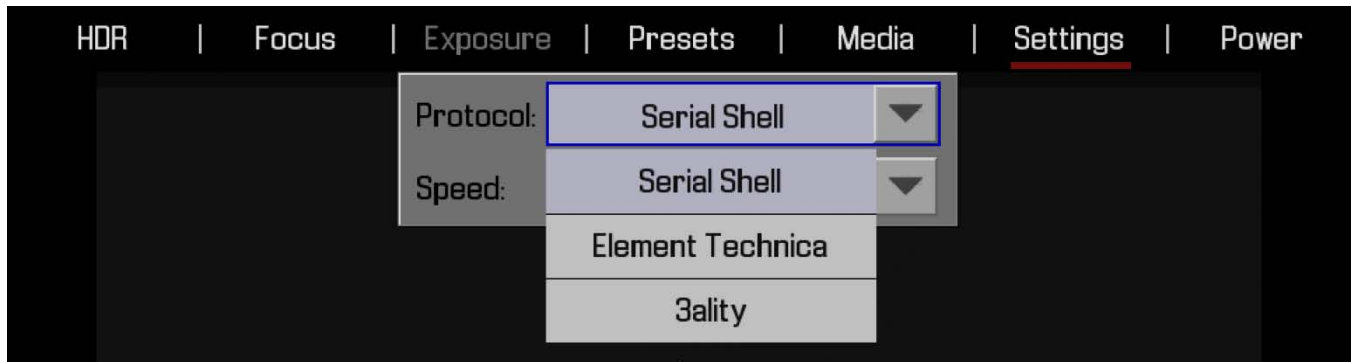 HDR | Focus | Exposure | Presets | Media | Settings | Power
Protocol: Serial Shell
Serial Shell
Speed:
Element Technica
3ality